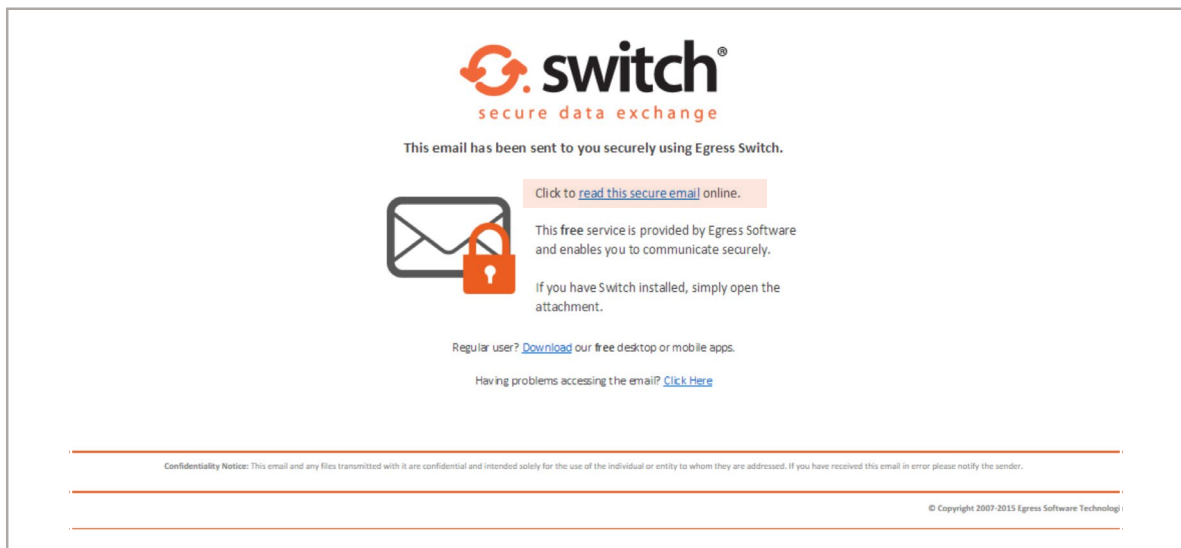 switch®
secure data exchange
This email has been sent to you securely using Egress Switch.
Click to read this secure email online.
This free service is provided by Egress Software
and enables you to communicate securely.
If you have Switch installed, simply open the
attachment.
Regular user? Download our free desktop or mobile apps.
Having problems accessing the email? Click Here
Confidentiality Notice: This email and any files transmitted with it are confidential and intended solely for the use of the individual or entity to whom they are addressed. If you have received this email in error please notify the sender.
© Copyright 2007-2015 Egress Software Technologi